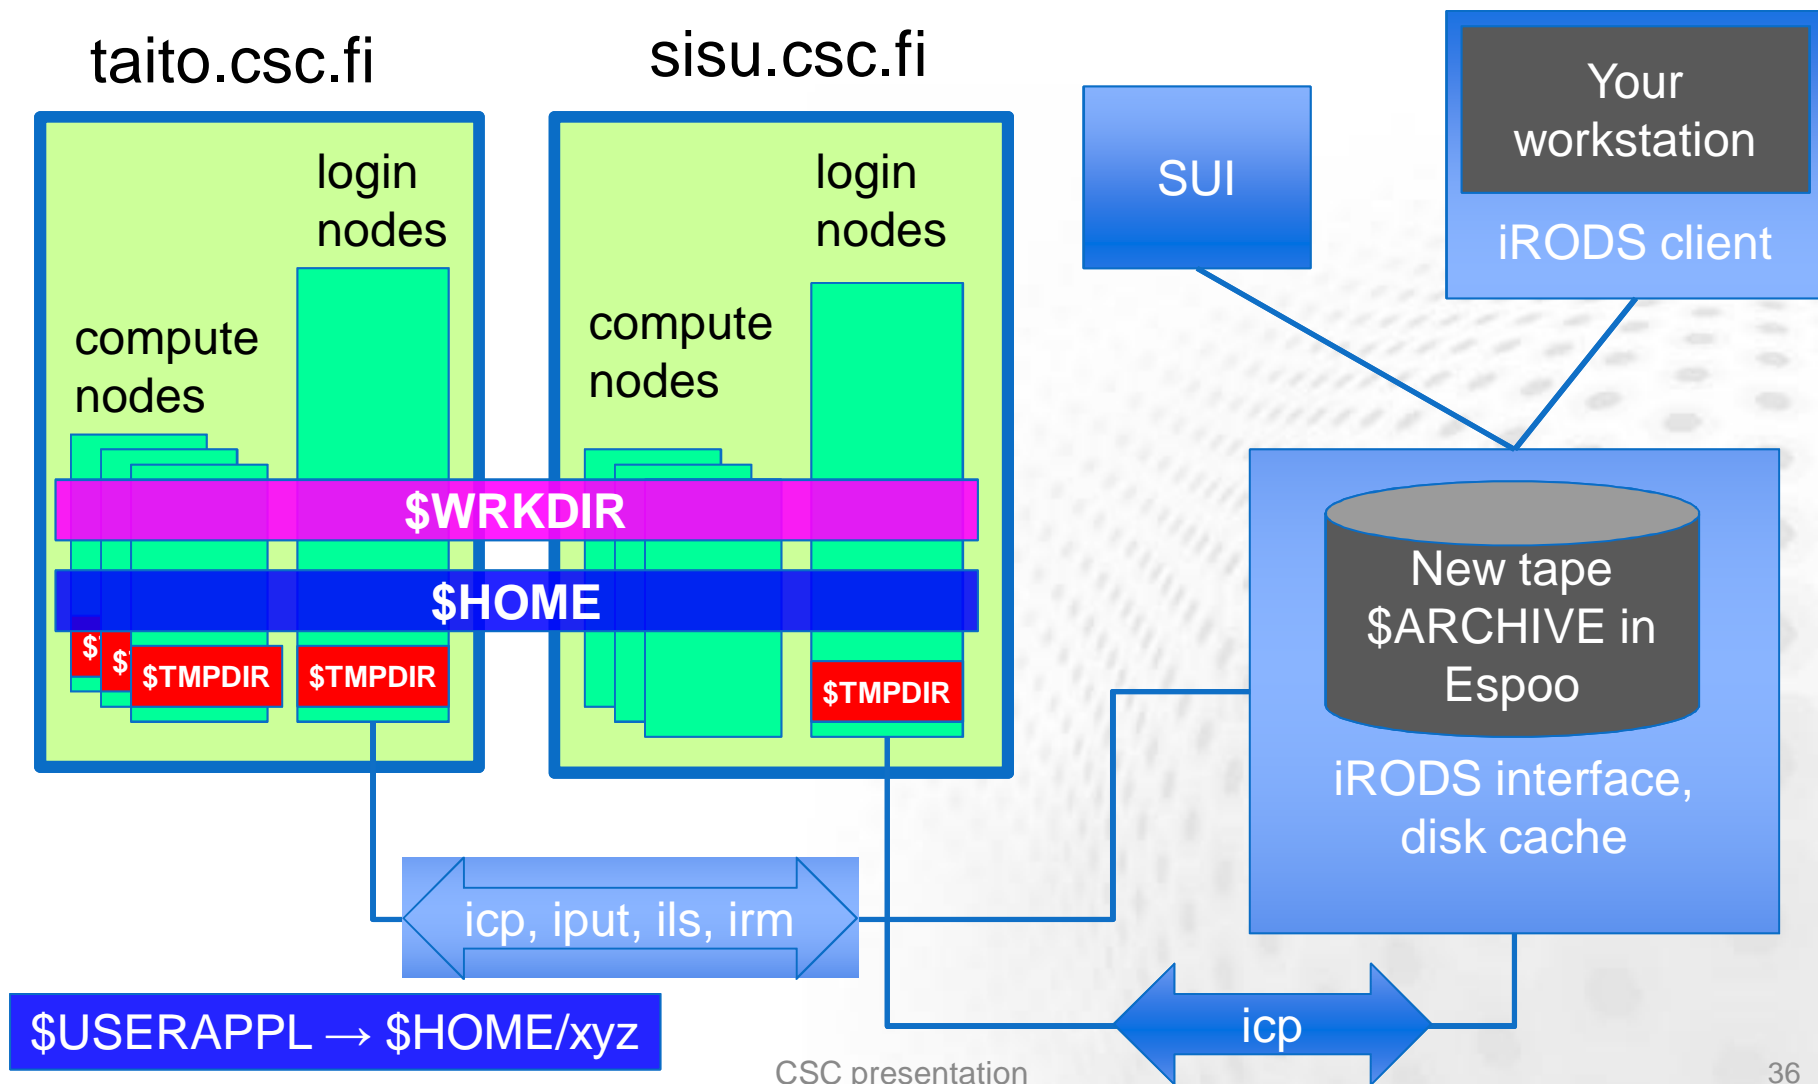 taito.csc.fi
sisu.csc.fi
login
nodes
compute
nodes
login
nodes
compute
nodes
SUI
Your
workstation
iRODS client
$WRKDIR
$HOME
$
$
$TMPDIR
$TMPDIR
$TMPDIR
New tape
$ARCHIVE in
Espoo
iRODS interface,
disk cache
icp, iput, ils, irm
icp
$USERAPPL → $HOME/xyz
CSC presentation
36